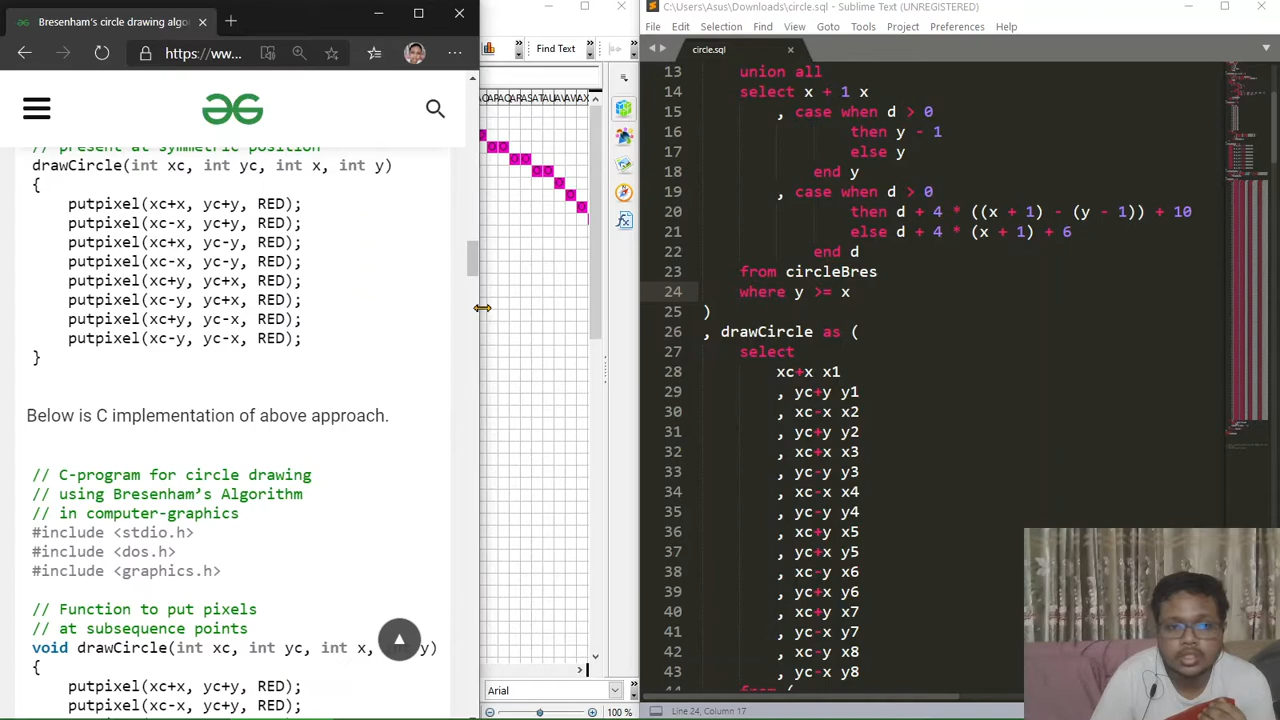 Bresenham's circle drawing algo
https://www...
// present at symmetric position
drawCircle(int xc, int yc, int x, int y)
{
putpixel(xc+x, yc+y, RED);
putpixel(xc-x, yc+y, RED);
putpixel(xc+x, yc-y, RED);
putpixel(xc-x, yc-y, RED);
putpixel(xc+y, yc+x, RED);
putpixel(xc-y, yc+x, RED);
putpixel(xc+y, yc-x, RED);
putpixel(xc-y, yc-x, RED);
}
Below is C implementation of above approach.
// C-program for circle drawing
// using Bresenham's Algorithm
// in computer-graphics
#include <stdio.h>
#include <dos.h>
#include <graphics.h>
// Function to put pixels
// at subsequence points
void drawCircle(int xc, int yc, int x, int y)
{
putpixel(xc+x, yc+y, RED);
putpixel(xc-x, yc+y, RED);
Find Text
Arial
100 %
C:\Users\Asus\Downloads\circle.sql - Sublime Text (UNREGISTERED)
File Edit Selection Find View Goto Tools Project Preferences Help
circle.sql
13 union all
14 select x + 1 x
15 , case when d > 0
16 then y - 1
17 else y
18 end y
19 , case when d > 0
20 then d + 4 * ((x + 1) - (y - 1)) + 10
21 else d + 4 * (x + 1) + 6
22 end d
23 from circleBres
24 where y >= x
25 )
26 , drawCircle as (
27 select
28 xc+x x1
29 , yc+y y1
30 , xc-x x2
31 , yc+y y2
32 , xc+x x3
33 , yc-y y3
34 , xc-x x4
35 , yc-y y4
36 , xc+y x5
37 , yc+x y5
38 , xc-y x6
39 , yc+x y6
40 , xc+y x7
41 , yc-x y7
42 , xc-y x8
43 , yc-x y8
44 from (
Line 24, Column 17